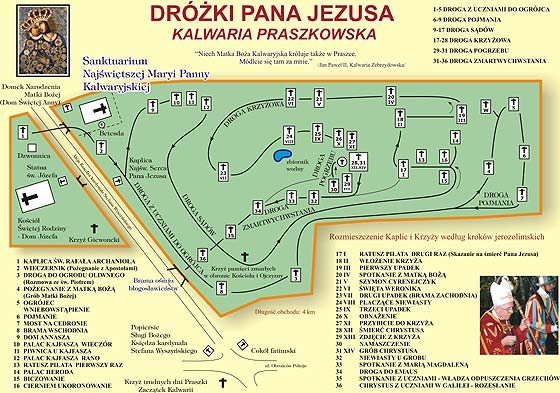 DRÓŻKI PANA JEZUSA
KALWARIA PRASZKOWSKA
„Niech Matka Boża Kalwaryjska króluje także w Praszce.
Módlcie się tam za mnie.”
(Jan Paweł II, Kalwaria Zebrzydowska)
1-5 DROGA Z UCZNIAMI DO OGRÓJCA
6-9 DROGA POJMANIA
9-17 DROGA SĄDÓW
17-28 DROGA KRZYŻOWA
29-31 DROGA POGRZEBU
31-36 DROGA ZMARTWYCHWSTANIA
Sanktuarium
Najświętszej Maryi Panny
Kalwaryjskiej
Domek Narodzenia
Matki Bożej
(Dom Świętej Anny)
Betesda
Dzwonnica
Statua
św. Józefa
Kościół
Świętej Rodziny
- Dom Józefa
Krzyż Giewoncki
Kaplica
Najśw. Serca
Pana Jezusa
DROGA KRZYŻOWA
DROGA Z UCZNIAMI DO OGRÓJCA
DROGA SĄDÓW
zbiornik
wodny
DROGA POGRZEBU
DROGA
ZMARTWYCHWSTANIA
DROGA
POJMANIA
Krzyż pamięci zmarłych
w obronie Kościoła i Ojczyzny
Brama ośmiu
błogosławieństw
Długość obchodu: 4 km
Popiersie
Sługi Bożego
Księdza kardynała
Stefana Wyszyńskiego
Cokół fatimski
ul. Obrońców Pokoju
Krzyż trudnych dni Praszki
Zaczątek Kalwarii
Rozmieszczenie Kaplic i Krzyży według kroków jerozolimskich
1 KAPLICA ŚW. RAFAŁA ARCHANIOŁA
2 WIECZERNIK (Pożegnanie z Apostołami)
3 DROGA DO OGRODU OLIWNEGO
(Rozmowa ze św. Piotrem)
4 POŻEGNANIE Z MATKĄ BOŻĄ
(Grób Matki Bożej)
5 OGRÓJEC
WNIEBOWSTĄPIENIE
6 POJMANIE
7 MOST NA CEDRONIE
8 BRAMA WSCHODNIA
9 DOM ANNASZA
10 PAŁAC KAJFASZA WIECZÓR
11 PIWNICA U KAJFASZA
12 PAŁAC KAJFASZA RANO
13 RATUSZ PIŁATA PIERWSZY RAZ
14 PAŁAC HERODA
15 BICZOWANIE
16 CIERNIEM UKORONOWANIE
17 I RATUSZ PIŁATA DRUGI RAZ (Skazanie na śmierć Pana Jezusa)
18 II WŁOŻENIE KRZYŻA
19 III PIERWSZY UPADEK
20 IV SPOTKANIE Z MATKĄ BOŻĄ
21 V SZYMON CYRENEJCZYK
22 VI ŚWIĘTA WERONIKA
23 VII DRUGI UPADEK (BRAMA ZACHODNIA)
24 VIII PŁACZĄCE NIEWIASTY
25 IX TRZECI UPADEK
26 X OBNAŻENIE
27 XI PRZYBICIE DO KRZYŻA
28 XII ŚMIERĆ CHRYSTUSA
29 XIII ZDJĘCIE Z KRZYŻA
30 NAMASZCZENIE
31 XIV GRÓB CHRYSTUSA
32 NIEWIASTY U GROBU
33 SPOTKANIE Z MARIĄ MAGDALENĄ
34 DROGA DO EMAUS
35 SPOTKANIE Z UCZNIAMI - WŁADZA ODPUSZCZENIA GRZECHÓW
36 CHRYSTUS Z UCZNIAMI W GALILEI - ROZESŁANIE